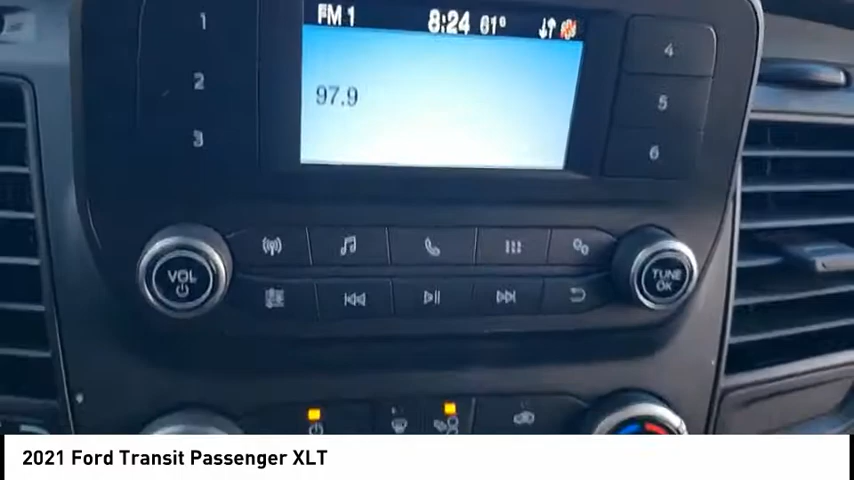 FM 1 8:24 61°
1
4
97.9
2
5
3
6
VOL
TUNE
OK
2021 Ford Transit Passenger XLT